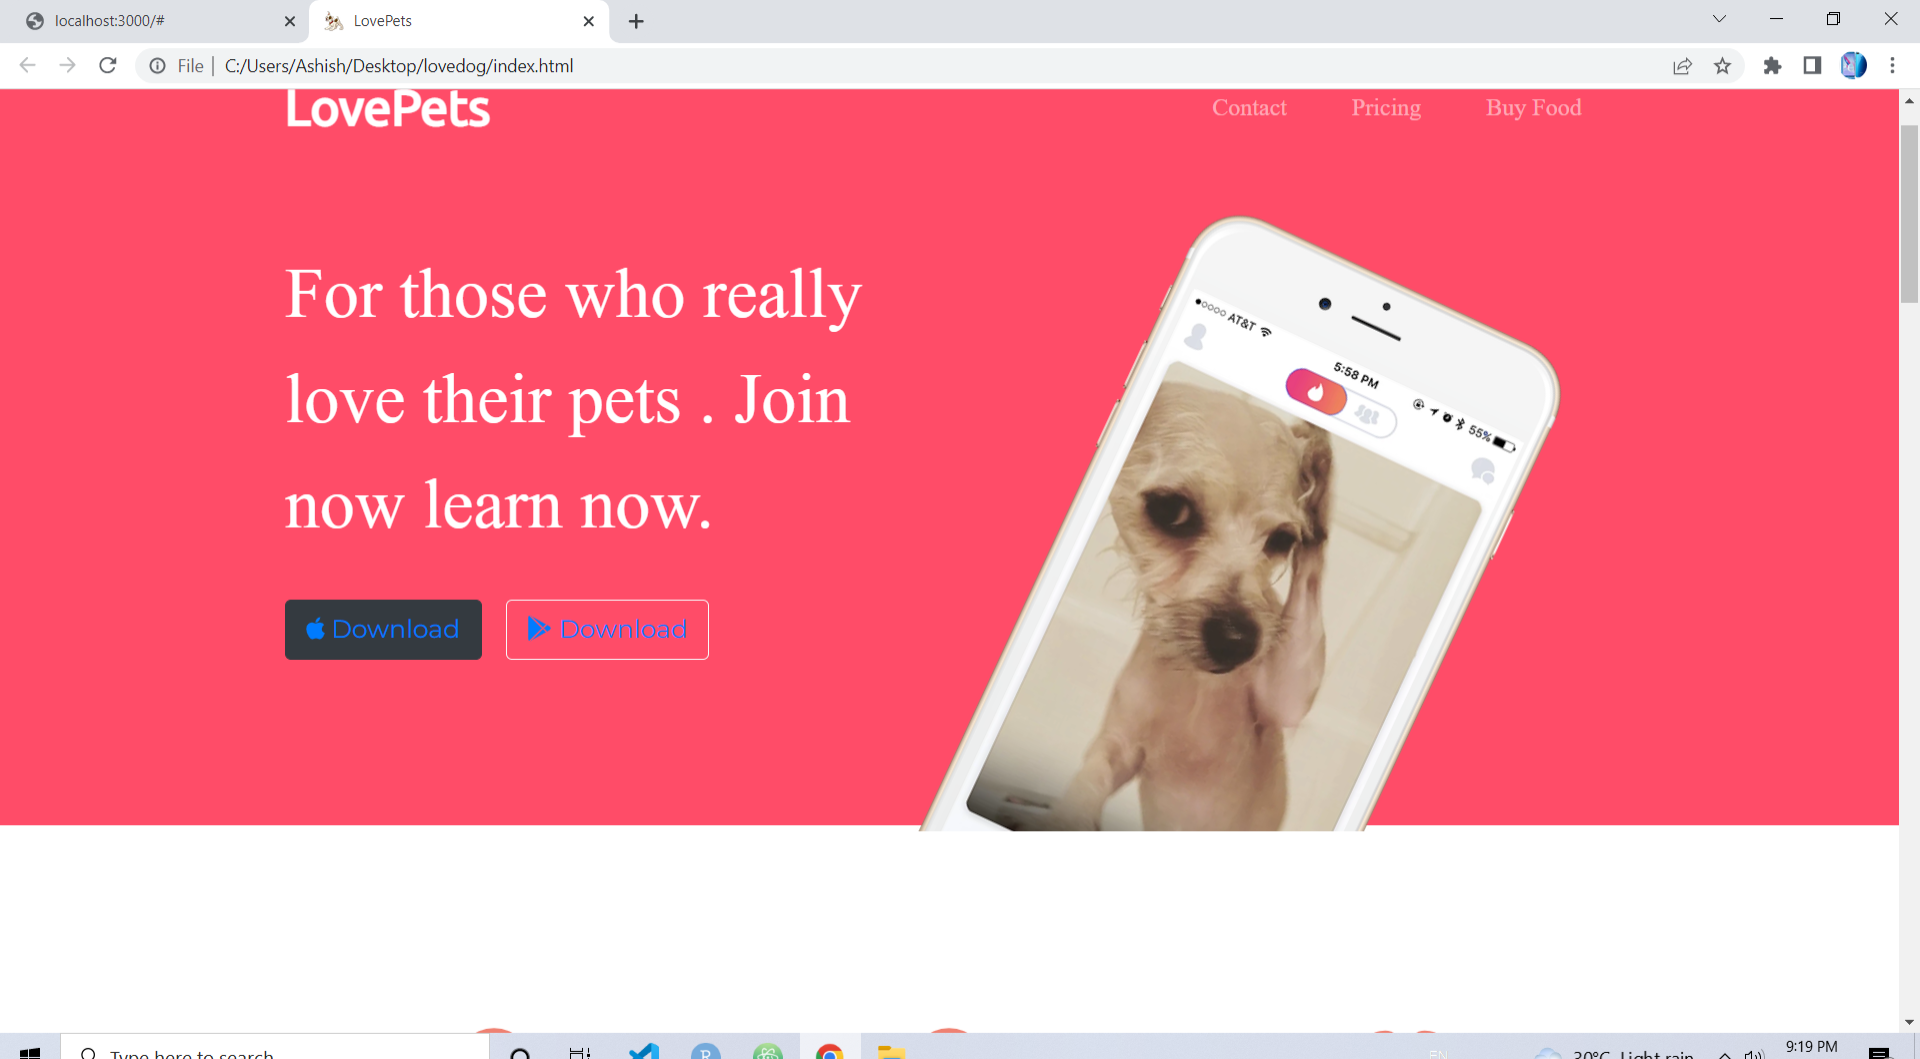 localhost:3000/#
LovePets
File | C:/Users/Ashish/Desktop/lovedog/index.html
LovePets
Contact
Pricing
Buy Food
For those who really
love their pets . Join
now learn now.
Download
Download
AT&T
5:58 PM
55%
Type here to search
R
EN
30°C Light rain
9:19 PM